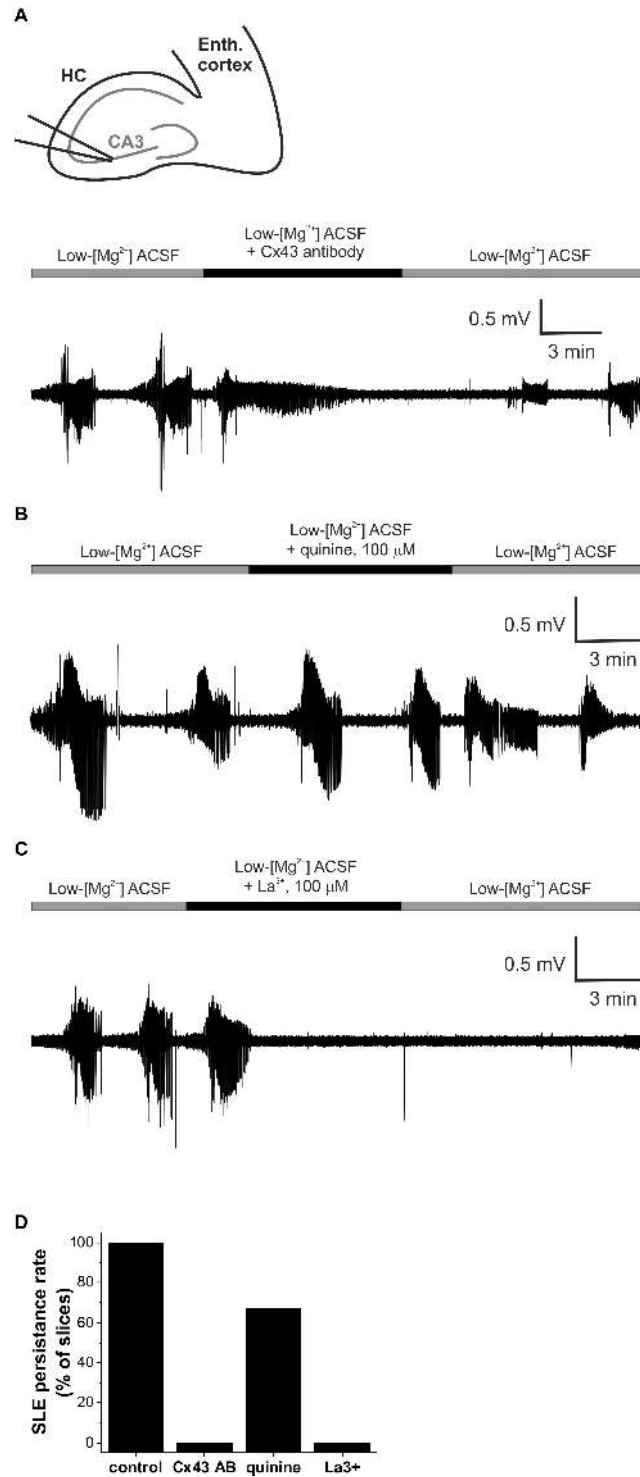 A
Enth.
cortex
HC
CA3
Low-[Mg²⁺] ACSF
+ Cx43 antibody
Low-[Mg²⁺] ACSF
Low-[Mg²⁺] ACSF
0.5 mV
3 min
B
Low-[Mg²⁺] ACSF
+ quinine, 100 μM
Low-[Mg²⁺] ACSF
Low-[Mg²⁺] ACSF
0.5 mV
3 min
C
Low-[Mg²⁺] ACSF
+ La³⁺, 100 μM
Low-[Mg²⁺] ACSF
Low-[Mg²⁺] ACSF
0.5 mV
3 min
D
SLE persistance rate
(% of slices)
100
80
60
40
20
0
control Cx43 AB quinine La3+